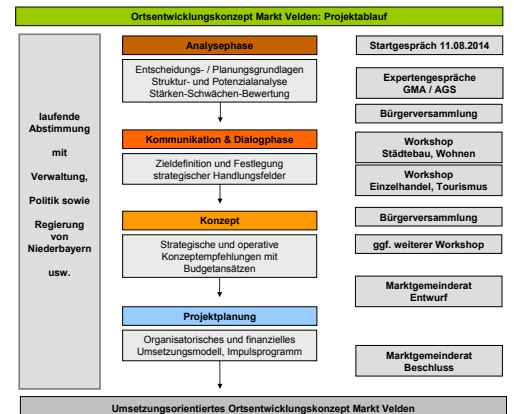 Ortsentwicklungskonzept Markt Velden: Projektablauf
laufende
Abstimmung
mit
Verwaltung,
Politik sowie
Regierung
von
Niederbayern
usw.
Analysephase
Entscheidungs- / Planungsgrundlagen
Struktur- und Potenzialanalyse
Stärken-Schwächen-Bewertung
Kommunikation & Dialogphase
Zieldefinition und Festlegung
strategischer Handlungsfelder
Konzept
Strategische und operative
Konzeptempfehlungen mit
Budgetansätzen
Projektplanung
Organisatorisches und finanzielles
Umsetzungsmodell, Impulsprogramm
Startgespräch 11.08.2014
Expertengespräche
GMA / AGS
Bürgerversammlung
Workshop
Städtebau, Wohnen
Workshop
Einzelhandel, Tourismus
Bürgerversammlung
ggf. weiterer Workshop
Marktgemeinderat
Entwurf
Marktgemeinderat
Beschluss
Umsetzungsorientiertes Ortsentwicklungskonzept Markt Velden